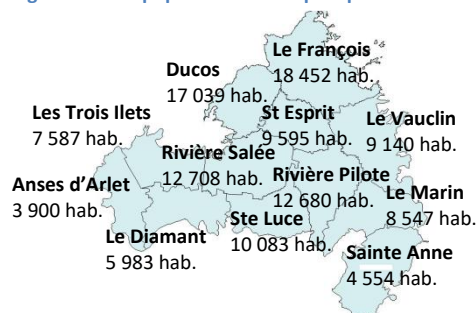 Le François
18 452 hab.
Ducos
17 039 hab.
St Esprit
9 595 hab.
Les Trois Ilets
7 587 hab.
Le Vauclin
9 140 hab.
Rivière Salée
12 708 hab.
Rivière Pilote
12 680 hab.
Anses d'Arlet
3 900 hab.
Le Marin
8 547 hab.
Ste Luce
10 083 hab.
Le Diamant
5 983 hab.
Sainte Anne
4 554 hab.